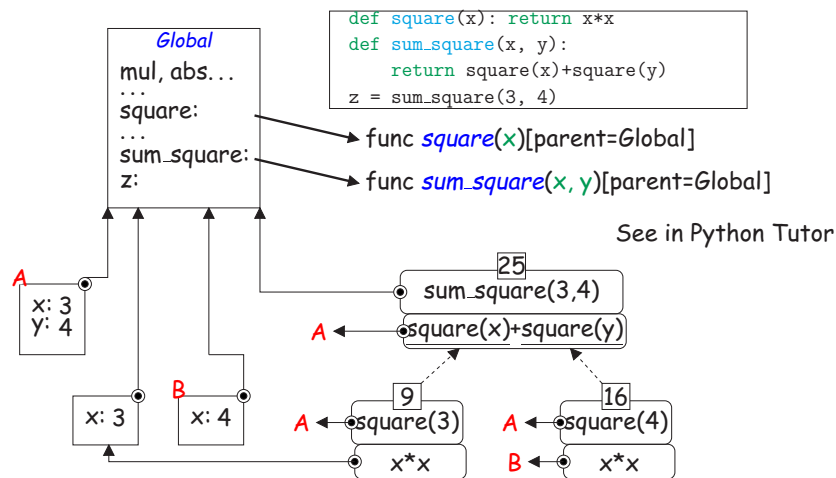 Global
mul, abs...
...
square:
...
sum_square:
z:
def square(x): return x*x
def sum_square(x, y):
    return square(x)+square(y)
z = sum_square(3, 4)
func square(x)[parent=Global]
func sum_square(x, y)[parent=Global]
See in Python Tutor
A
x: 3
y: 4
25
sum_square(3,4)
A
square(x)+square(y)
x: 3
B
x: 4
9
A
square(3)
x*x
16
A
square(4)
B
x*x